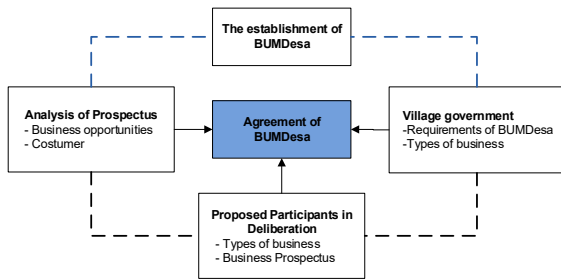 The establishment of
BUMDesa
Analysis of Prospectus
- Business opportunities
- Costumer
Agreement of
BUMDesa
Village government
-Requirements of BUMDesa
-Types of business
Proposed Participants in
Deliberation
- Types of business
- Business Prospectus